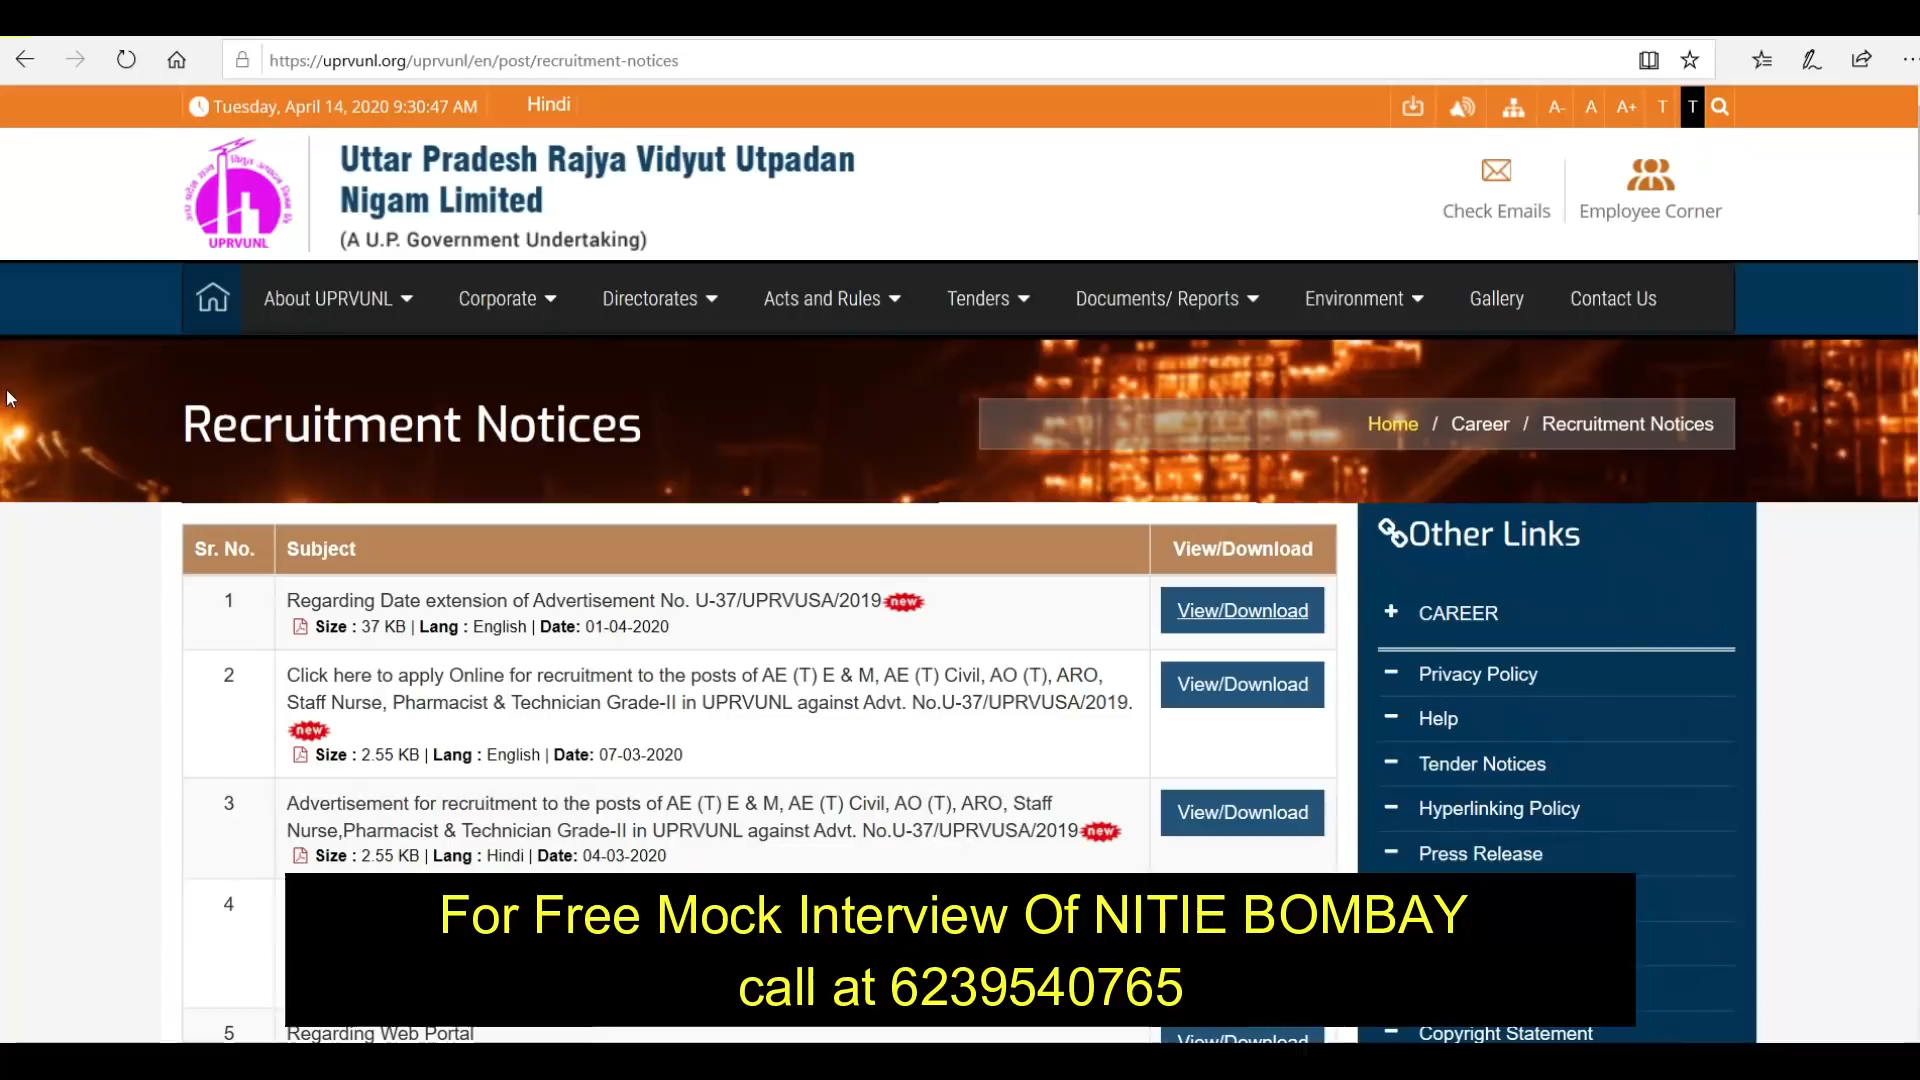 https://uprvunl.org/uprvunl/en/post/recruitment-notices
Tuesday, April 14, 2020 9:30:47 AM
Hindi
A-
A
A+
T
T
UPRVUNL
Uttar Pradesh Rajya Vidyut Utpadan
Nigam Limited
(A U.P. Government Undertaking)
Check Emails
Employee Corner
About UPRVUNL
Corporate
Directorates
Acts and Rules
Tenders
Documents/ Reports
Environment
Gallery
Contact Us
Recruitment Notices
Home / Career / Recruitment Notices
Sr. No.
Subject
View/Download
1
Regarding Date extension of Advertisement No. U-37/UPRVUSA/2019 new
Size : 37 KB | Lang : English | Date: 01-04-2020
View/Download
2
Click here to apply Online for recruitment to the posts of AE (T) E & M, AE (T) Civil, AO (T), ARO,
Staff Nurse, Pharmacist & Technician Grade-II in UPRVUNL against Advt. No.U-37/UPRVUSA/2019.
new
Size : 2.55 KB | Lang : English | Date: 07-03-2020
View/Download
3
Advertisement for recruitment to the posts of AE (T) E & M, AE (T) Civil, AO (T), ARO, Staff
Nurse,Pharmacist & Technician Grade-II in UPRVUNL against Advt. No.U-37/UPRVUSA/2019 new
Size : 2.55 KB | Lang : Hindi | Date: 04-03-2020
View/Download
4
5
Regarding Web Portal
View/Download
Other Links
CAREER
Privacy Policy
Help
Tender Notices
Hyperlinking Policy
Press Release
Copyright Statement
For Free Mock Interview Of NITIE BOMBAY
call at 6239540765